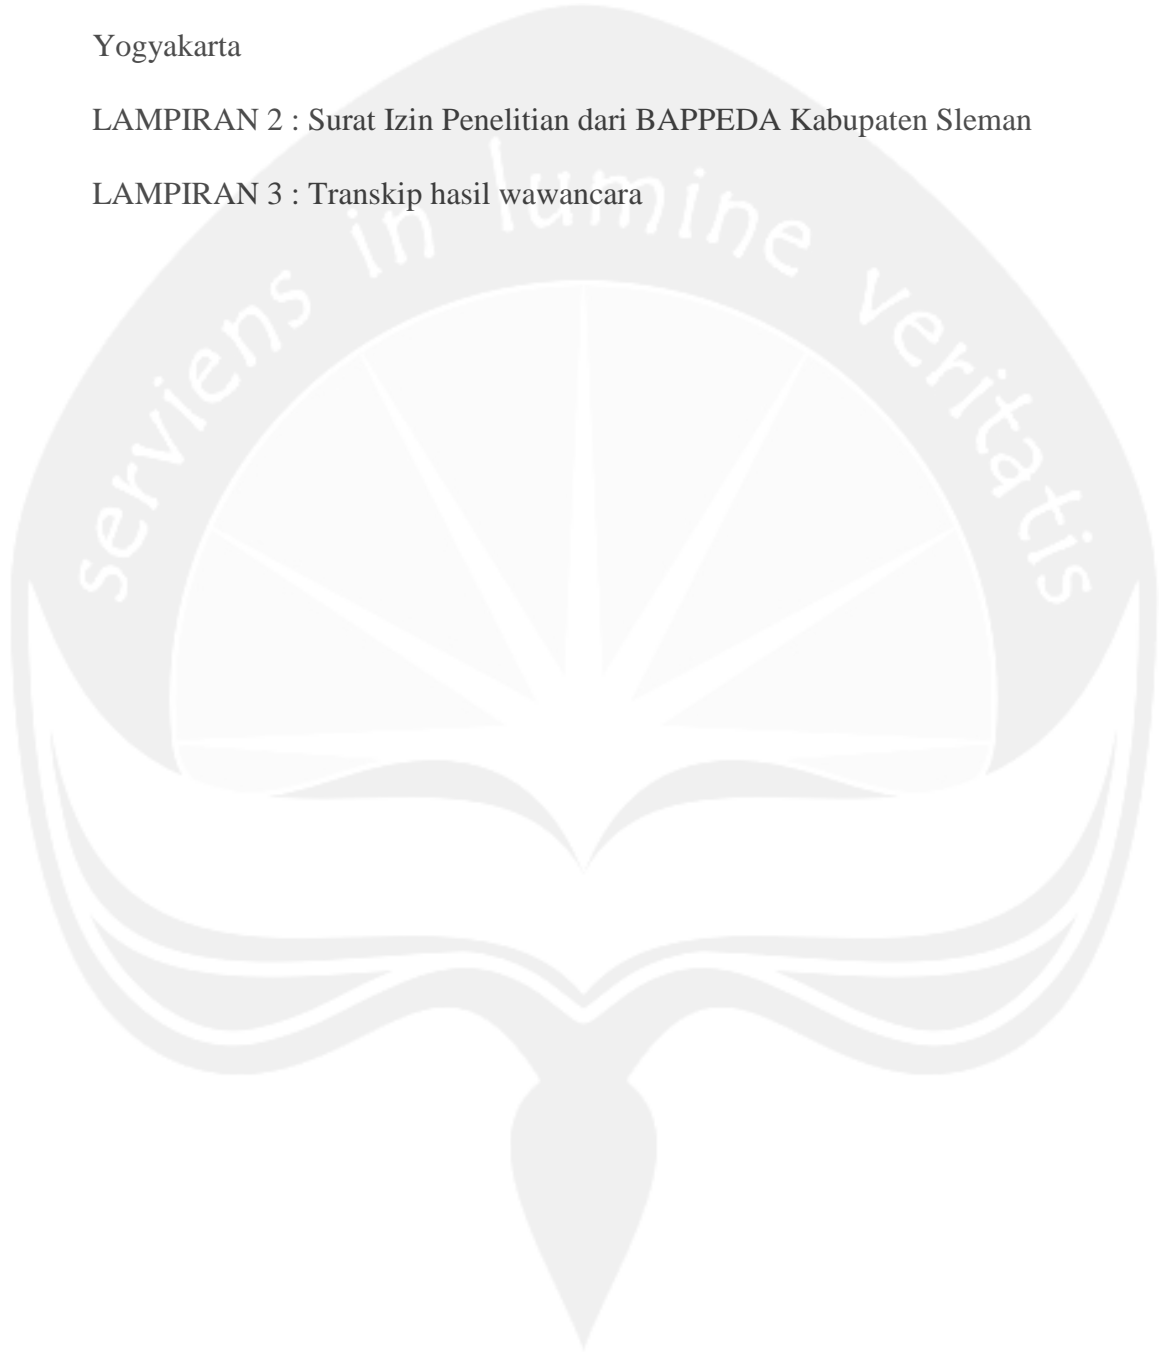 Yogyakarta
LAMPIRAN 2 : Surat Izin Penelitian dari BAPPEDA Kabupaten Sleman
LAMPIRAN 3 : Transkip hasil wawancara
serviens in lumine veritatis